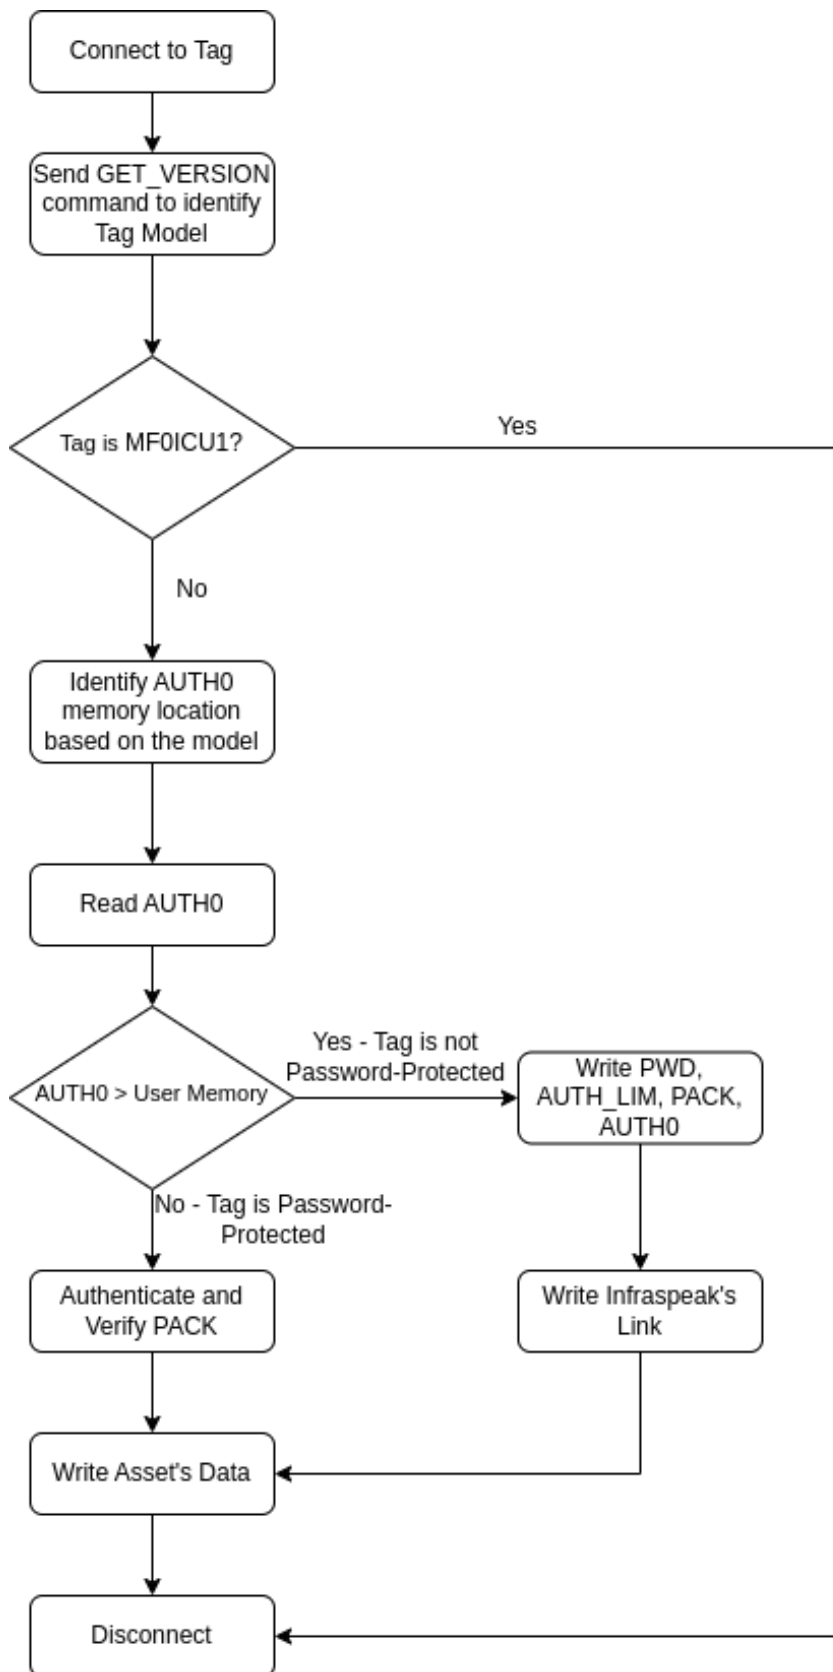 Connect to Tag
Send GET_VERSION
command to identify
Tag Model
Tag is MF0ICU1?
Yes
No
Identify AUTH0
memory location
based on the model
Read AUTH0
AUTH0 > User Memory
Yes - Tag is not
Password-Protected
Write PWD,
AUTH_LIM, PACK,
AUTH0
No - Tag is Password-
Protected
Authenticate and
Verify PACK
Write Infraspeak's
Link
Write Asset's Data
Disconnect